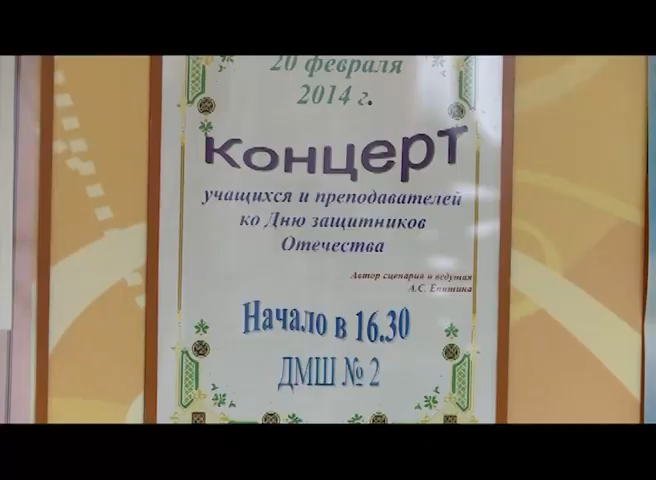 20 февраля
2014 г.
концерт
учащихся и преподавателей
ко Дню защитников
Отечества
Автор сценария и ведущая
А.С.
Начало в 16.30
ДМШ № 2